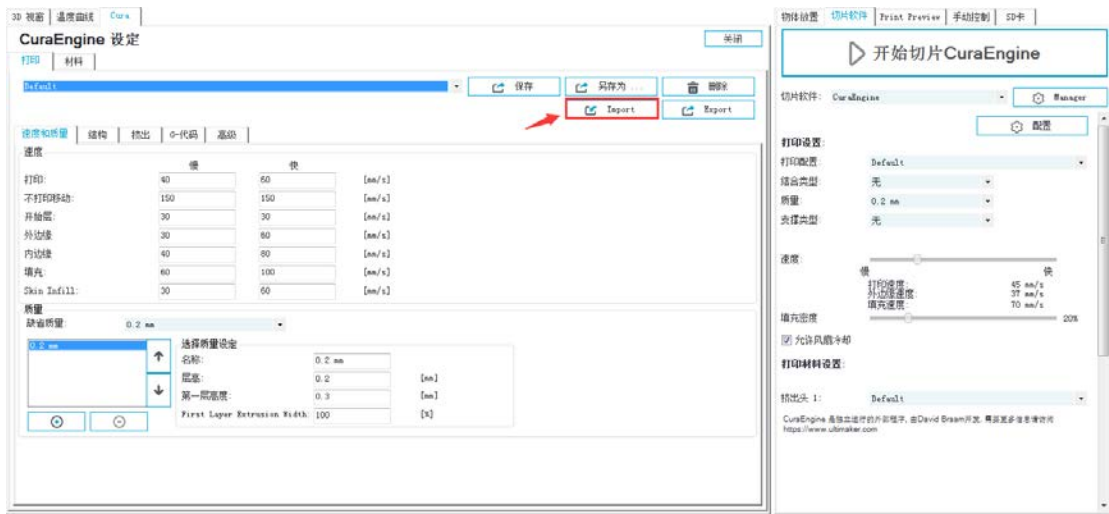 3D 视窗 温度曲线 Cura
CuraEngine 设定 关闭
打印 材料
Default 保存 另存为 ... 删除
Import Export
速度和质量 结构 挤出 G-代码 高级
速度
慢 快
打印: 40 60 [mm/s]
不打印移动: 150 150 [mm/s]
开始层: 30 30 [mm/s]
外边缘 30 60 [mm/s]
内边缘 40 80 [mm/s]
填充: 60 100 [mm/s]
Skin Infill: 30 60 [mm/s]
质量
缺省质量: 0.2 mm
0.2 mm
选择质量设定
名称: 0.2 mm
层高: 0.2 [mm]
第一层高度: 0.3 [mm]
First Layer Extrusion Width: 100 [%]
物体放置 切片软件 Print Preview 手动控制 SD卡
开始切片CuraEngine
切片软件: CuraEngine Manager
配置
打印设置:
打印配置: Default
结合类型: 无
质量: 0.2 mm
支撑类型: 无
速度:
慢 快
打印速度: 45 mm/s
外边缘速度: 37 mm/s
填充速度: 70 mm/s
填充密度 20%
允许风扇冷却
打印材料设置:
挤出头 1: Default
CuraEngine 是独立运行的外部程序, 由David Braam开发. 需要更多信息请访问
https://www.ultimaker.com